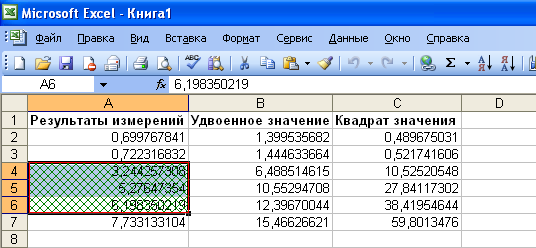 Microsoft Excel - Книга1
Файл Правка Вид Вставка Формат Сервис Данные Окно Справка
A6 6,198350219
A B C D
1 Результаты измерений Удвоенное значение Квадрат значения
2 0,699767841 1,399535682 0,489675031
3 0,722316832 1,444633664 0,521741606
4 3,244257308 6,488514615 10,52520548
5 5,27647354 10,55294708 27,84117302
6 6,198350219 12,39670044 38,41954644
7 7,733133104 15,46626621 59,8013476
8